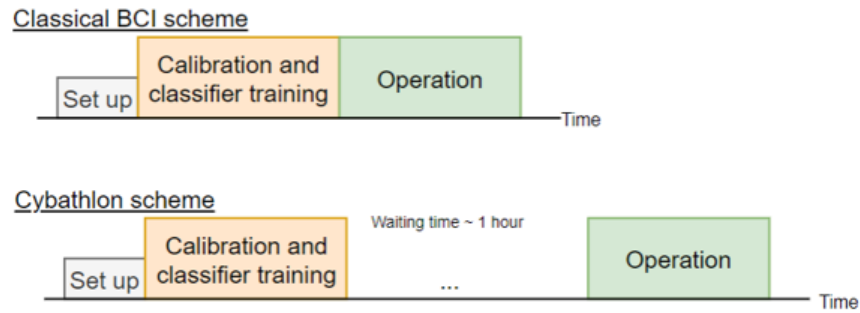 Classical BCI scheme
Calibration and
classifier training
Operation
Set up
Time
Cybathlon scheme
Waiting time ~ 1 hour
Calibration and
classifier training
Operation
Set up
...
Time